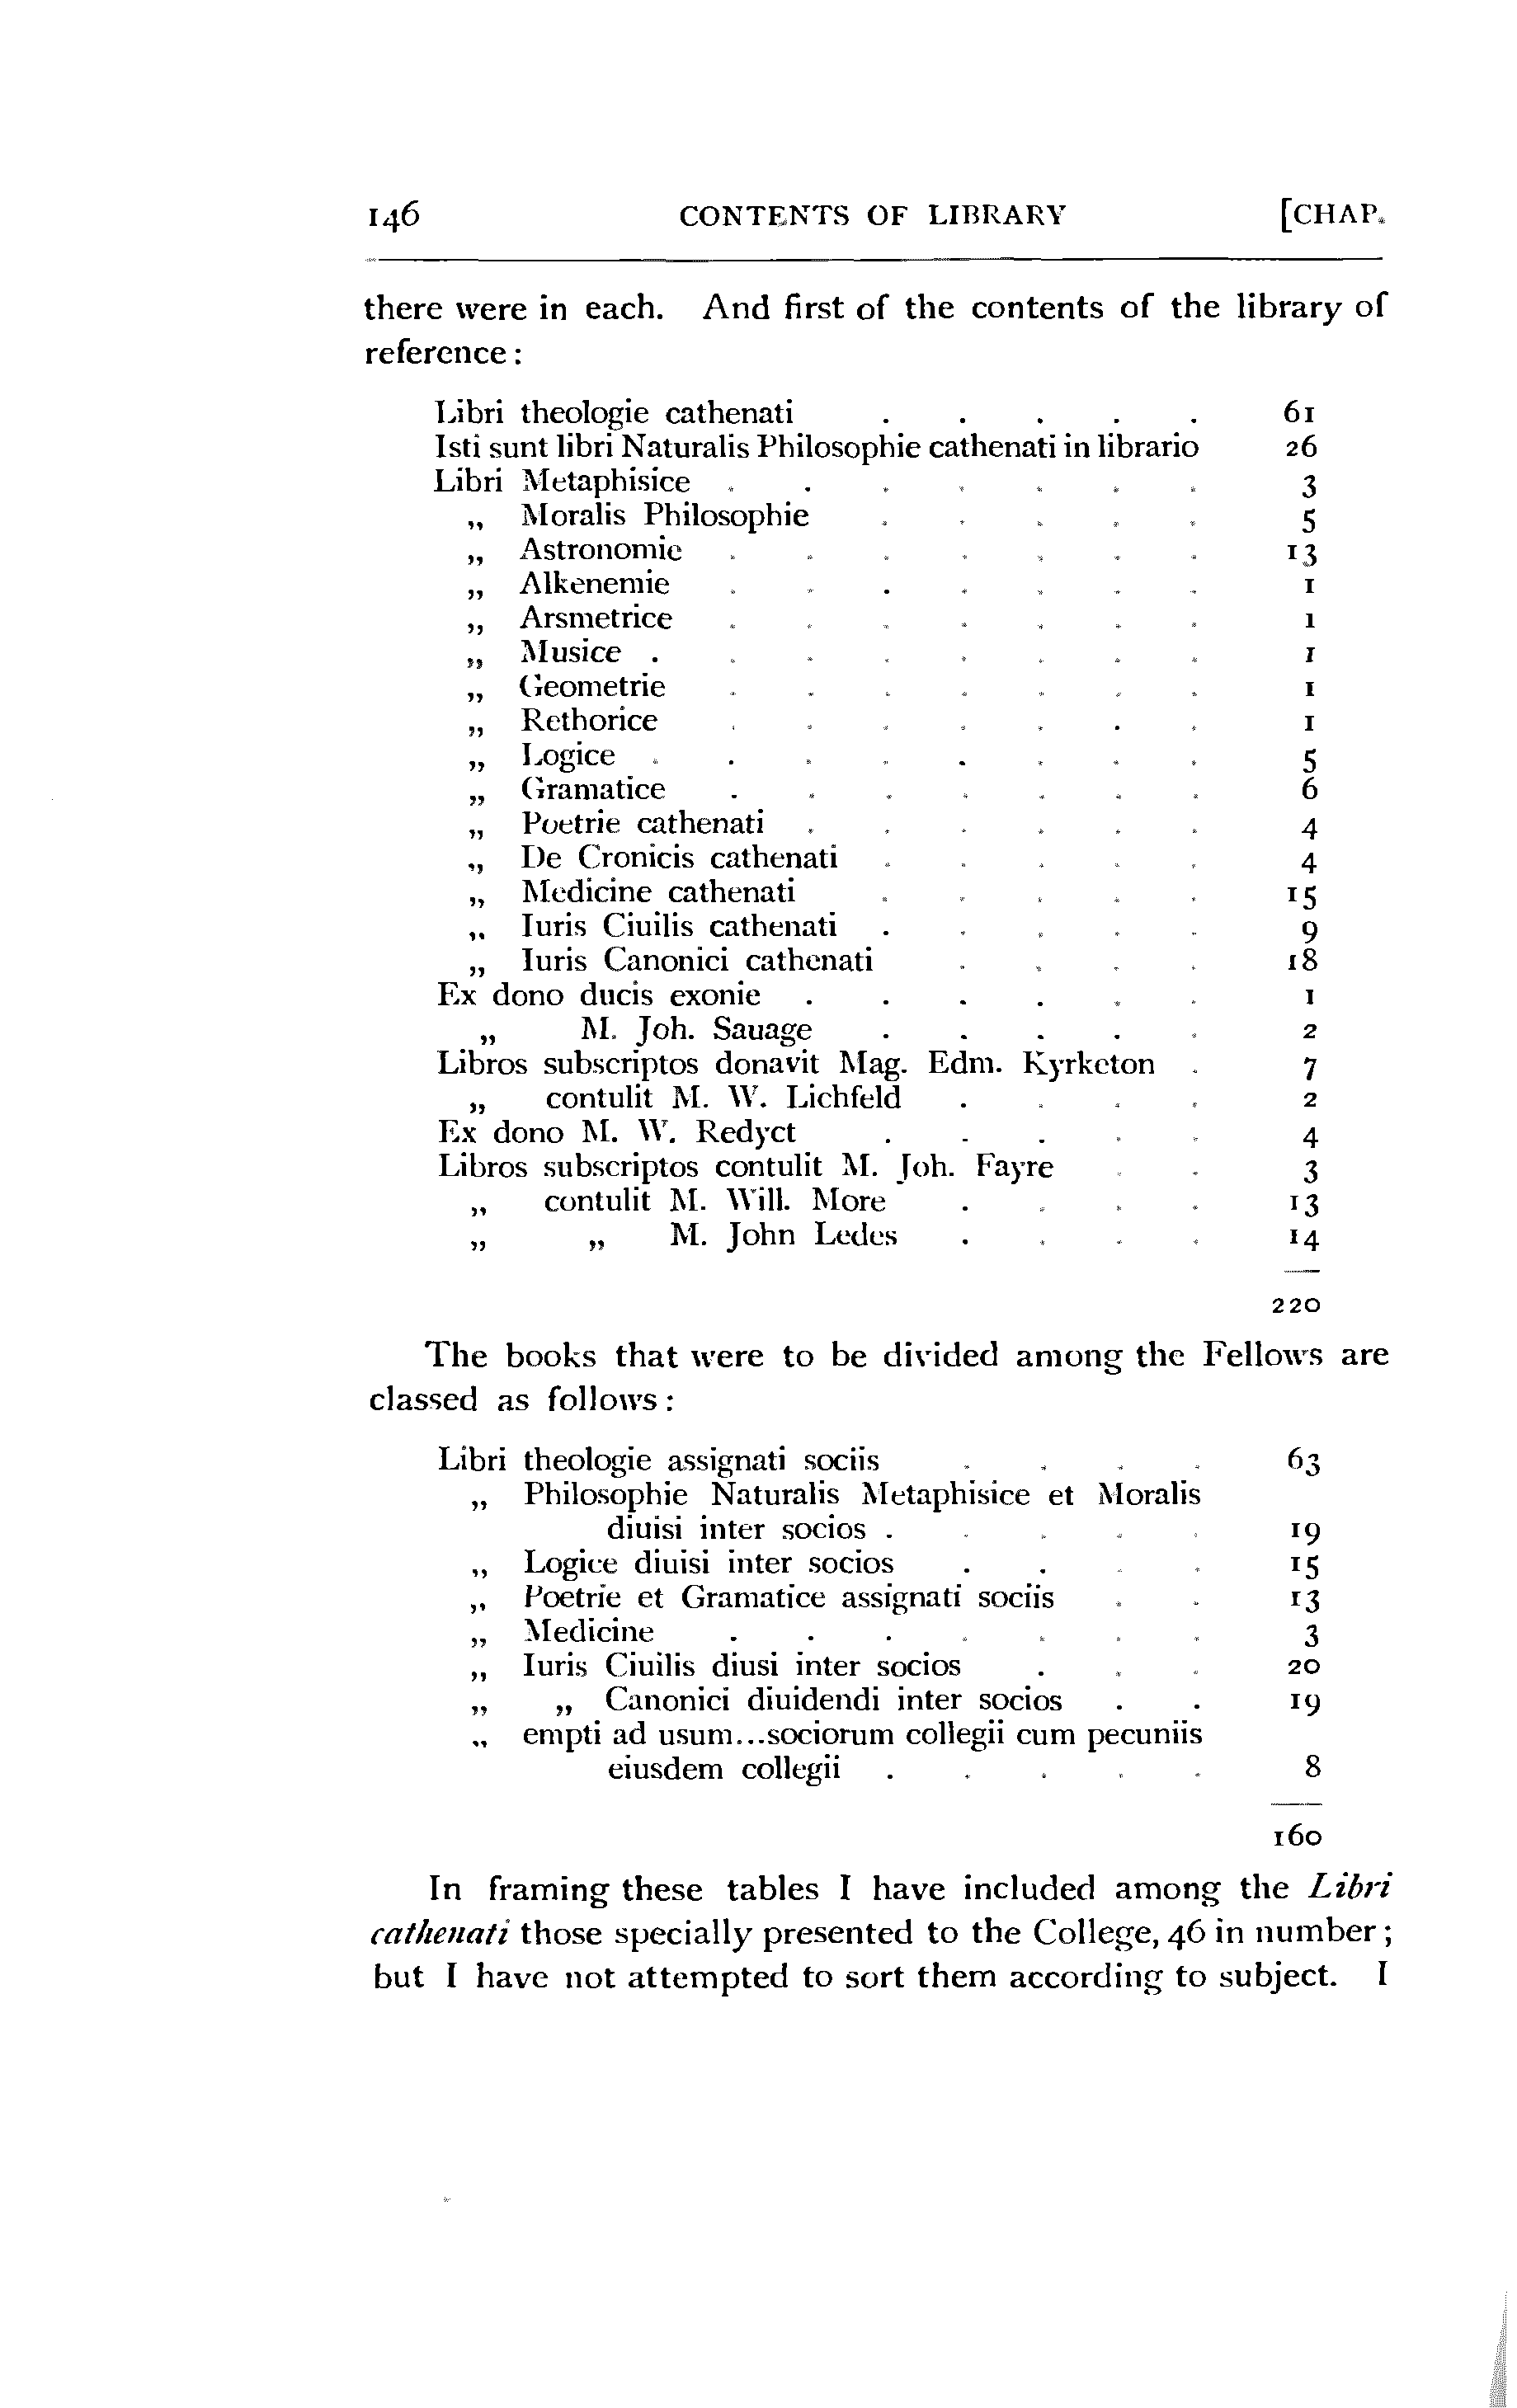 146 CONTENTS OF LIBRARY [CHAP.
there were in each. And first of the contents of the library of
reference:
Libri theologie cathenati . . . . . 61
Isti sunt libri Naturalis Philosophie cathenati in librario 26
Libri Metaphisice . . . . . . . 3
„ Moralis Philosophie . . . . . 5
„ Astronomie . . . . . . . 13
„ Alkenemie . . . . . . . 1
„ Arsmetrice . . . . . . . 1
„ Musice . . . . . . . . 1
„ Geometrie . . . . . . . 1
„ Rethorice . . . . . . . 1
„ Logice . . . . . . . . 5
„ Gramatice . . . . . . . 6
„ Poetrie cathenati . . . . . . 4
„ De Cronicis cathenati . . . . . 4
„ Medicine cathenati . . . . . 15
„ Iuris Ciuilis cathenati . . . . . 9
„ Iuris Canonici cathenati . . . . 18
Ex dono ducis exonie . . . . . . 1
„ M. Joh. Sauage . . . . . 2
Libros subscriptos donavit Mag. Edm. Kyrketon . 7
„ contulit M. W. Lichfeld . . . . 2
Ex dono M. W. Redyct . . . . . 4
Libros subscriptos contulit M. Joh. Fayre . . 3
„ contulit M. Will. More . . . . 13
„ „ M. John Ledes . . . . 14
220
The books that were to be divided among the Fellows are
classed as follows:
Libri theologie assignati sociis . . . . 63
„ Philosophie Naturalis Metaphisice et Moralis
diuisi inter socios . . . . . 19
„ Logice diuisi inter socios . . . . 15
„ Poetrie et Gramatice assignati sociis . . 13
„ Medicine . . . . . . . 3
„ Iuris Ciuilis diusi inter socios . . . 20
„ „ Canonici diuidendi inter socios . . 19
„ empti ad usum...sociorum collegii cum pecuniis
eiusdem collegii . . . . . 8
160
In framing these tables I have included among the Libri
cathenati those specially presented to the College, 46 in number;
but I have not attempted to sort them according to subject. I